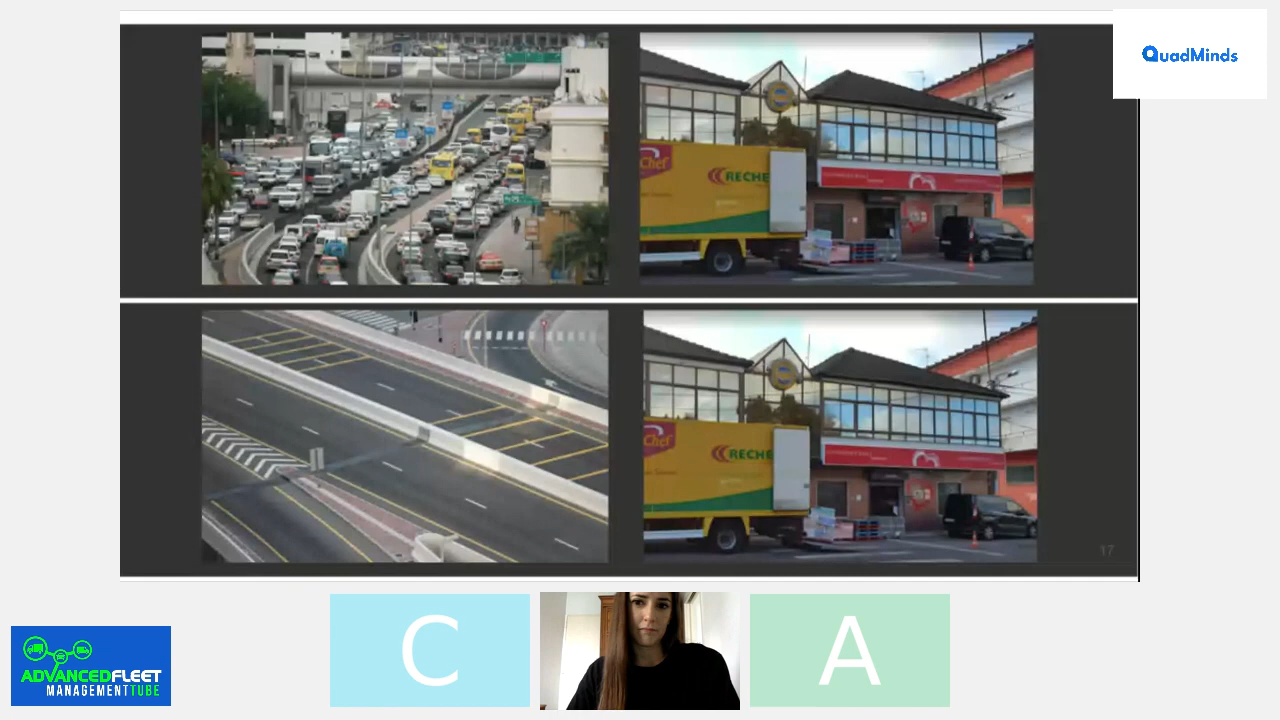 QuadMinds
Chef
RECHE
Chef
RECHE
17
C
A
ADVANCEDFLEET
MANAGEMENTTUBE